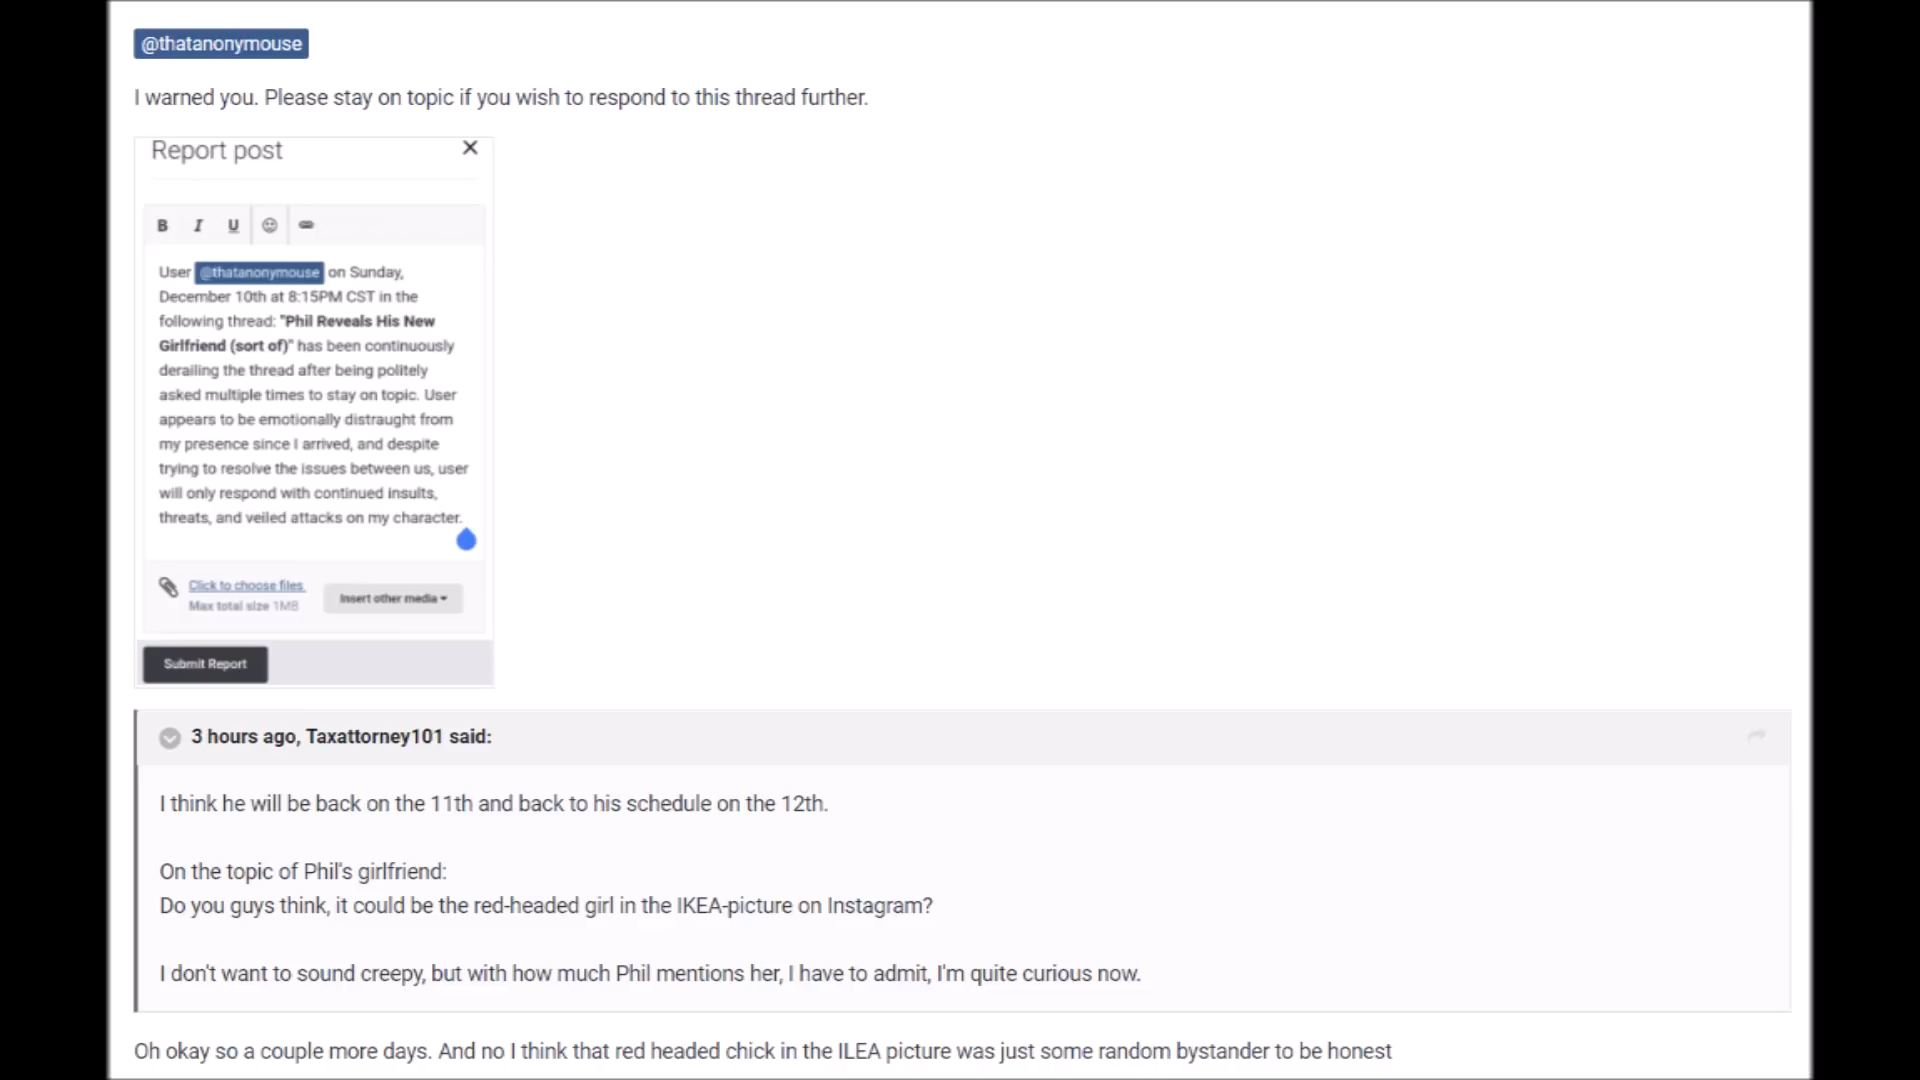 @thatanonymouse
I warned you. Please stay on topic if you wish to respond to this thread further.
Report post
B I U
User @thatanonymouse on Sunday,
December 10th at 8:15PM CST in the
following thread: "Phil Reveals His New
Girlfriend (sort of)" has been continuously
derailing the thread after being politely
asked multiple times to stay on topic. User
appears to be emotionally distraught from
my presence since I arrived, and despite
trying to resolve the issues between us, user
will only respond with continued insults,
threats, and veiled attacks on my character.
Click to choose files
Max total size 1MB
Insert other media
Submit Report
3 hours ago, Taxattorney101 said:
I think he will be back on the 11th and back to his schedule on the 12th.
On the topic of Phil's girlfriend:
Do you guys think, it could be the red-headed girl in the IKEA-picture on Instagram?
I don't want to sound creepy, but with how much Phil mentions her, I have to admit, I'm quite curious now.
Oh okay so a couple more days. And no I think that red headed chick in the ILEA picture was just some random bystander to be honest